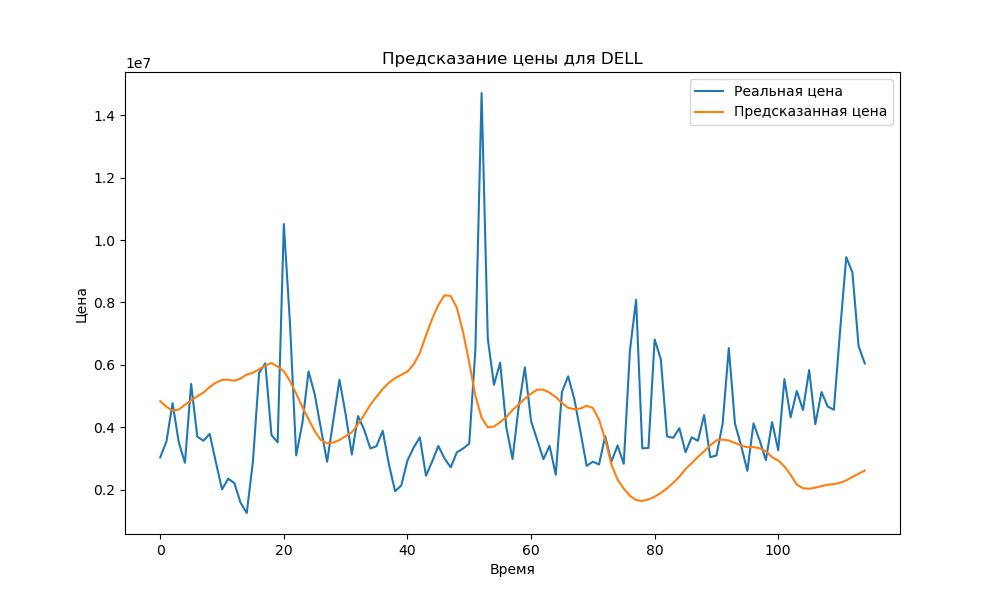 Предсказание цены для DELL
1e7
Реальная цена
Предсказанная цена
1.4
1.2
1.0
0.8
0.6
0.4
0.2
Цена
0 20 40 60 80 100
Время